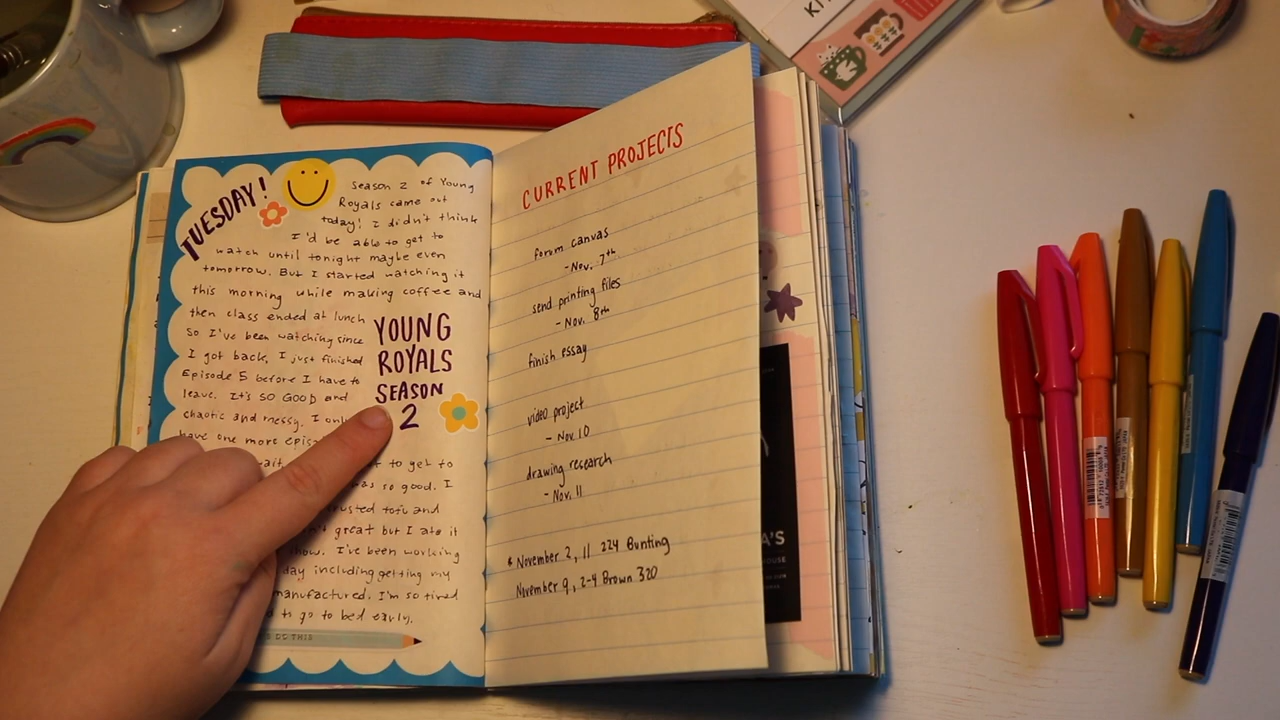 TUESDAY!
Season 2 of Young
Royals came out
today! I didn't think
I'd be able to get to
watch until tonight maybe even
tomorrow. But I started watching it
this morning while making coffee and
then class ended at lunch
so I've been watching since
I got back. I just finished
Episode 5 before I have to
leave. It's SO GOOD and
chaotic and messy. I only
have one more
to get to
was so good. I
tofu and
great but I ate it
I've been working
day including getting my
manufactured. I'm so tired
to go to bed early.
YOUNG
ROYALS
SEASON
2
DO THIS
CURRENT PROJECTS
forum canvas
- Nov. 7th
send printing files
- Nov. 8th
finish essay
video project
- Nov 10
drawing research
- Nov. 11
* November 2, 11 224 Bunting
November 9, 2-4 Brown 320